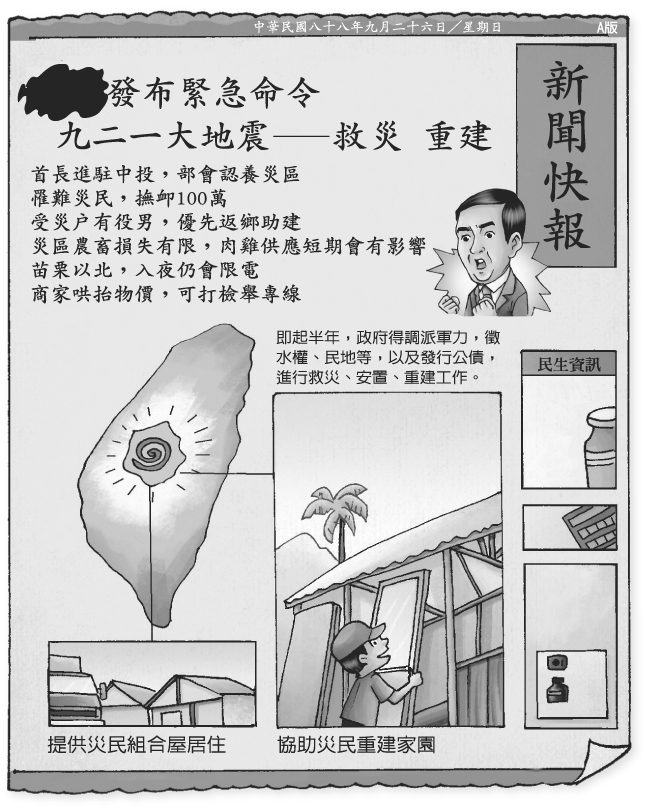 中華民國八十八年九月二十六日／星期日
A版
新聞快報
發布緊急命令
九二一大地震——救災 重建
首長進駐中投，部會認養災區
罹難災民，撫卹100萬
受災戶有役男，優先返鄉助建
災區農畜損失有限，肉雞供應短期會有影響
苗栗以北，入夜仍會限電
商家哄抬物價，可打檢舉專線
即起半年，政府得調派軍力，徵
水權、民地等，以及發行公債，
進行救災、安置、重建工作。
民生資訊
提供災民組合屋居住
協助災民重建家園